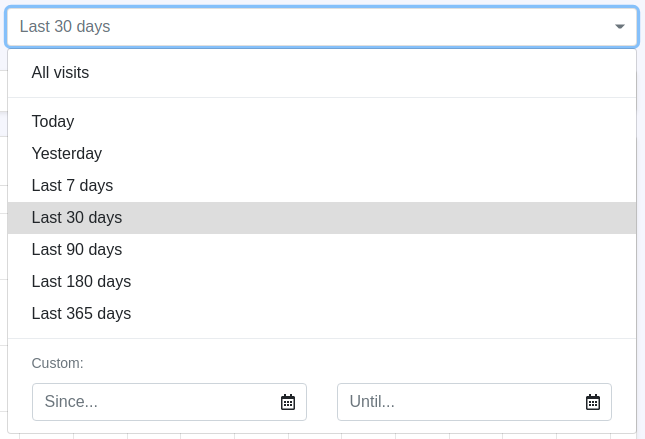 Last 30 days
All visits
Today
Yesterday
Last 7 days
Last 30 days
Last 90 days
Last 180 days
Last 365 days
Custom:
Since... Until...